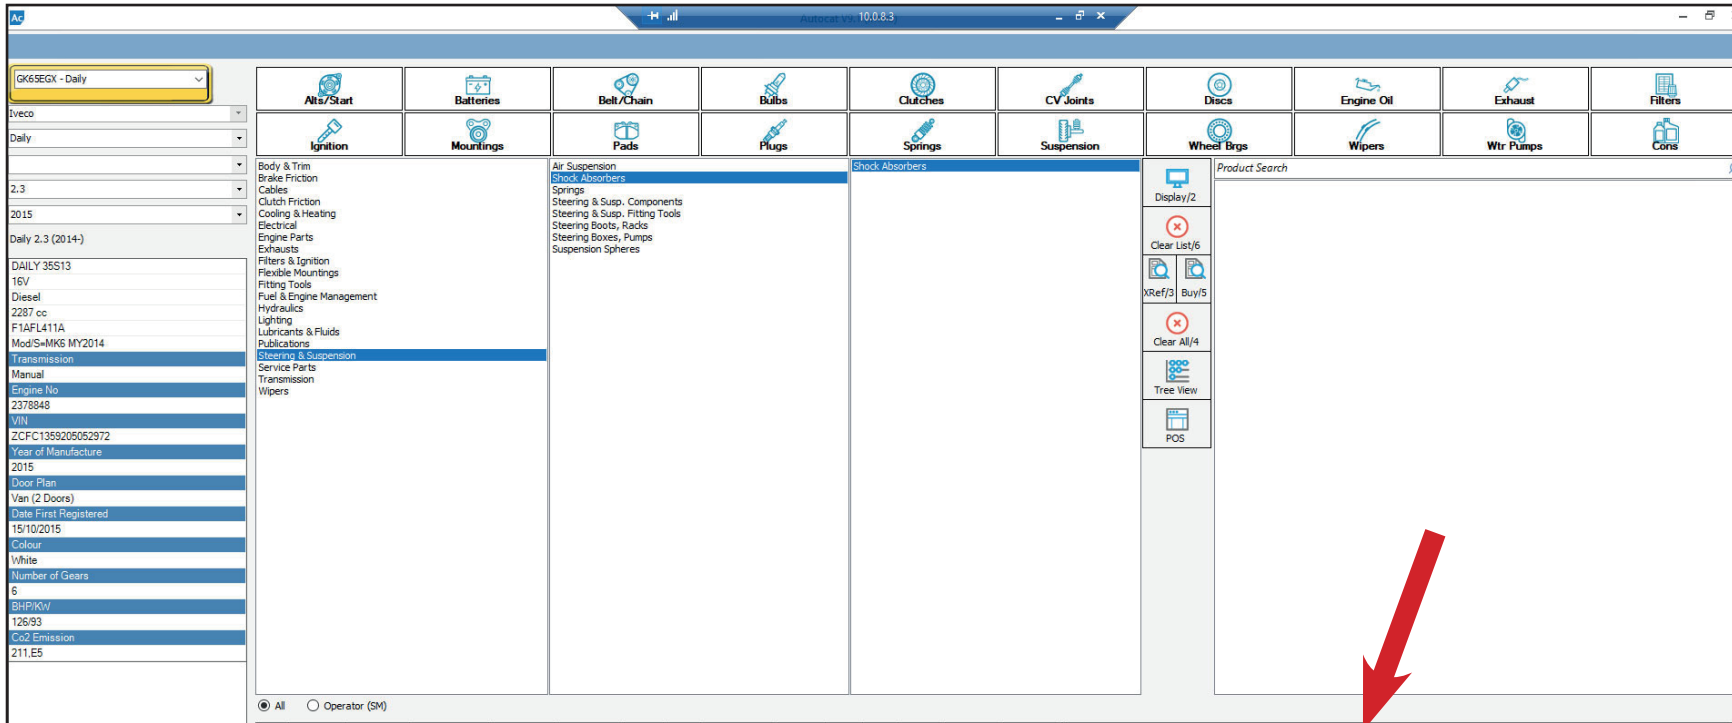 Ac
Autocat V9
10.0.8.3
GK65EGX - Daily
Iveco
Daily
2.3
2015
Daily 2.3 (2014-)
DAILY 35S13
16V
Diesel
2287 cc
F1AFL411A
Mod/S=MK6 MY2014
Transmission
Manual
Engine No
2378848
VIN
ZCFC1359205052972
Year of Manufacture
2015
Door Plan
Van (2 Doors)
Date First Registered
15/10/2015
Colour
White
Number of Gears
6
BHP/KW
126/93
Co2 Emission
211,E5
Alts/Start
Batteries
Belt/Chain
Bulbs
Clutches
CV Joints
Discs
Engine Oil
Exhaust
Filters
Ignition
Mountings
Pads
Plugs
Springs
Suspension
Wheel Brgs
Wipers
Wtr Pumps
Cons
Body & Trim
Brake Friction
Cables
Clutch Friction
Cooling & Heating
Electrical
Engine Parts
Exhausts
Filters & Ignition
Flexible Mountings
Fitting Tools
Fuel & Engine Management
Hydraulics
Lighting
Lubricants & Fluids
Publications
Steering & Suspension
Service Parts
Transmission
Wipers
Air Suspension
Shock Absorbers
Springs
Steering & Susp. Components
Steering & Susp. Fitting Tools
Steering Boots, Racks
Steering Boxes, Pumps
Suspension Spheres
Shock Absorbers
Display/2
Clear List/6
XRef/3
Buy/5
Clear All/4
Tree View
POS
Product Search
All
Operator (SM)